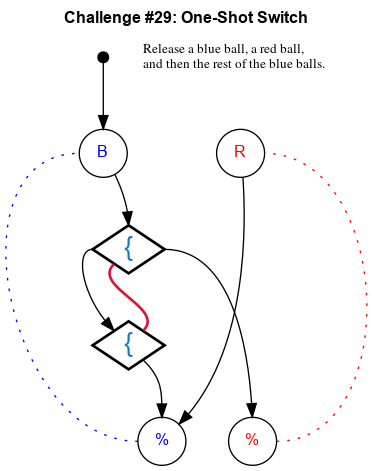 Challenge #29: One-Shot Switch
Release a blue ball, a red ball,
and then the rest of the blue balls.
B
R
{
{
%
%